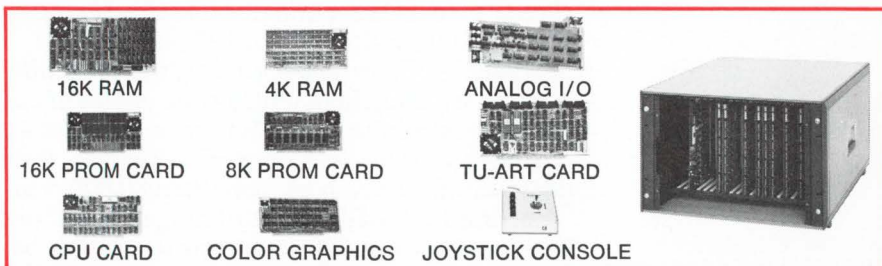 16K RAM 4K RAM ANALOG I/O
16K PROM CARD 8K PROM CARD TU-ART CARD
CPU CARD COLOR GRAPHICS JOYSTICK CONSOLE